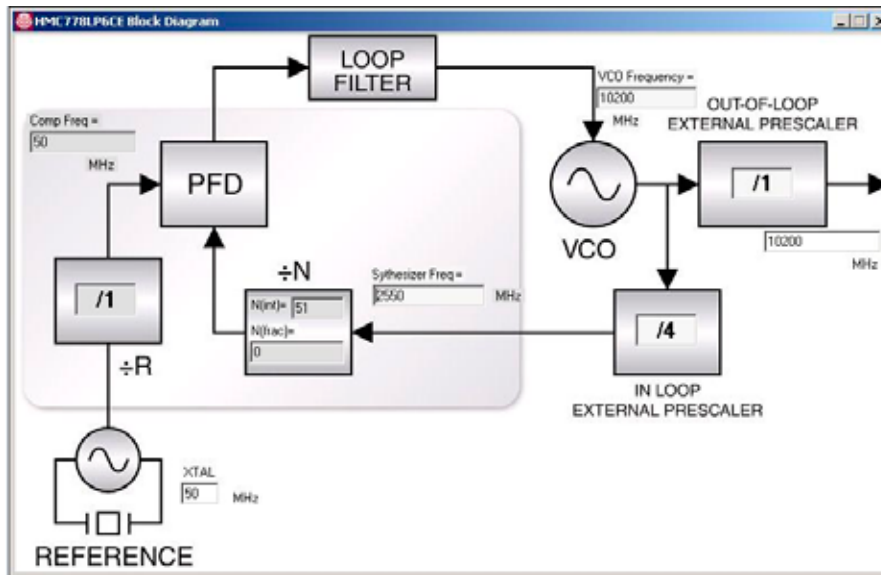 HMC778LP6CE Block Diagram
LOOP
FILTER
VCO Frequency =
10200
MHz
OUT-OF-LOOP
EXTERNAL PRESCALER
/1
Comp Freq =
50
MHz
PFD
VCO
10200
MHz
÷N
N(int)= 51
N(frac)=
0
Sythesizer Freq =
2550
MHz
/1
÷R
/4
IN LOOP
EXTERNAL PRESCALER
XTAL
50
MHz
REFERENCE